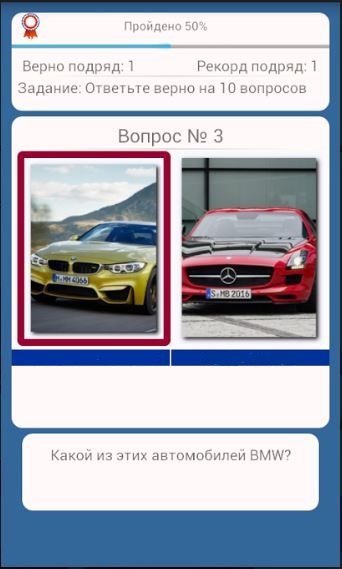 Пройдено 50%
Верно подряд: 1 Рекорд подряд: 1
Задание: Ответьте верно на 10 вопросов
Вопрос № 3
M·MM 4066
S·MB 2016
Какой из этих автомобилей BMW?